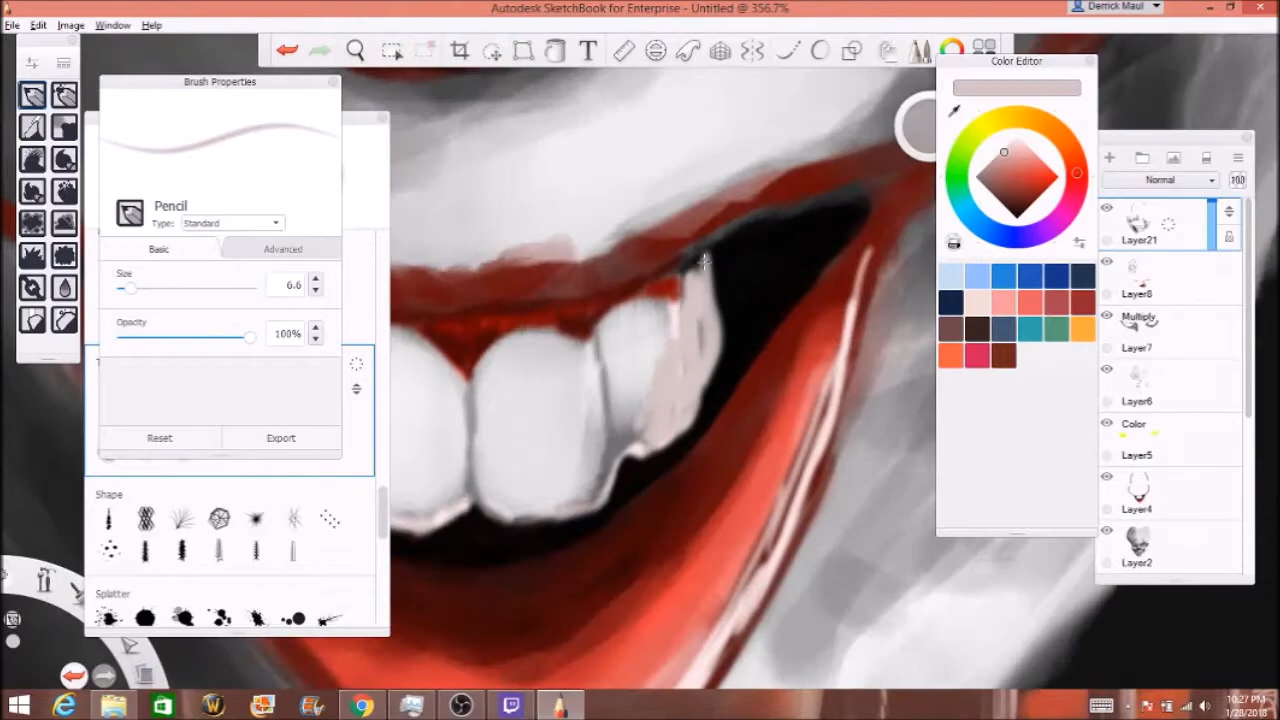 Autodesk SketchBook for Enterprise - Untitled @ 356.7%
Derrick Maul
File Edit Image Window Help
T
Brush Properties
Pencil
Type: Standard
Basic
Advanced
Size
6.6
Opacity
100%
Reset
Export
Shape
Splatter
Color Editor
Normal
100
Layer21
Layer8
Multiply
Layer7
Layer6
Color
Layer5
Layer4
Layer2
10:27 PM
1/28/2018